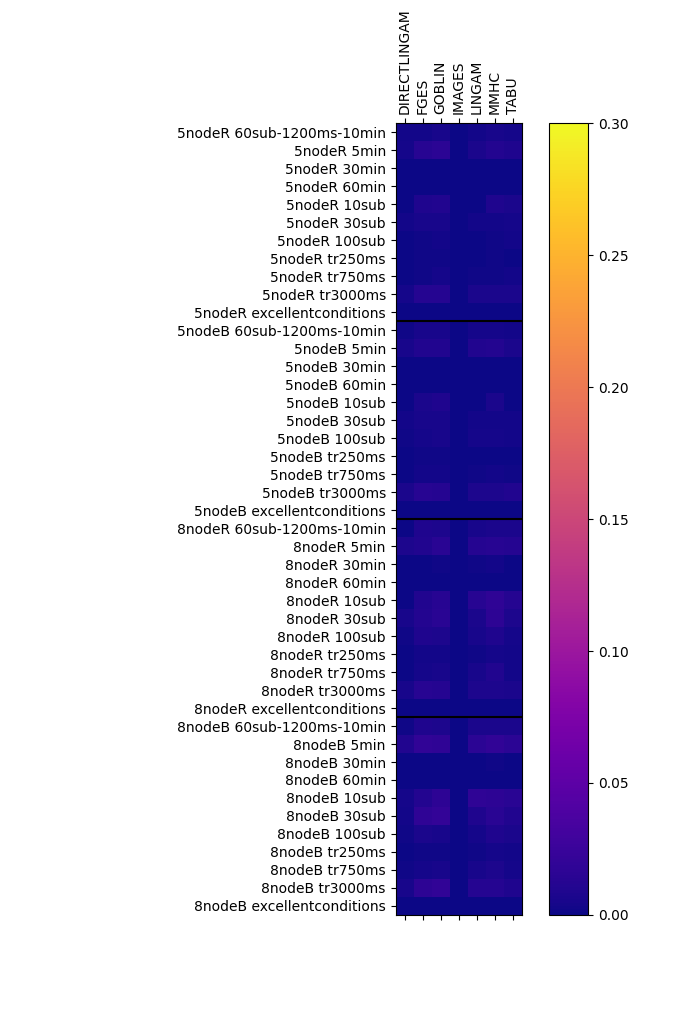 DIRECTLINGAM
FGES
GOBLIN
IMAGES
LINGAM
MMHC
TABU
5nodeR 60sub-1200ms-10min
5nodeR 5min
5nodeR 30min
5nodeR 60min
5nodeR 10sub
5nodeR 30sub
5nodeR 100sub
5nodeR tr250ms
5nodeR tr750ms
5nodeR tr3000ms
5nodeR excellentconditions
5nodeB 60sub-1200ms-10min
5nodeB 5min
5nodeB 30min
5nodeB 60min
5nodeB 10sub
5nodeB 30sub
5nodeB 100sub
5nodeB tr250ms
5nodeB tr750ms
5nodeB tr3000ms
5nodeB excellentconditions
8nodeR 60sub-1200ms-10min
8nodeR 5min
8nodeR 30min
8nodeR 60min
8nodeR 10sub
8nodeR 30sub
8nodeR 100sub
8nodeR tr250ms
8nodeR tr750ms
8nodeR tr3000ms
8nodeR excellentconditions
8nodeB 60sub-1200ms-10min
8nodeB 5min
8nodeB 30min
8nodeB 60min
8nodeB 10sub
8nodeB 30sub
8nodeB 100sub
8nodeB tr250ms
8nodeB tr750ms
8nodeB tr3000ms
8nodeB excellentconditions
0.30
0.25
0.20
0.15
0.10
0.05
0.00